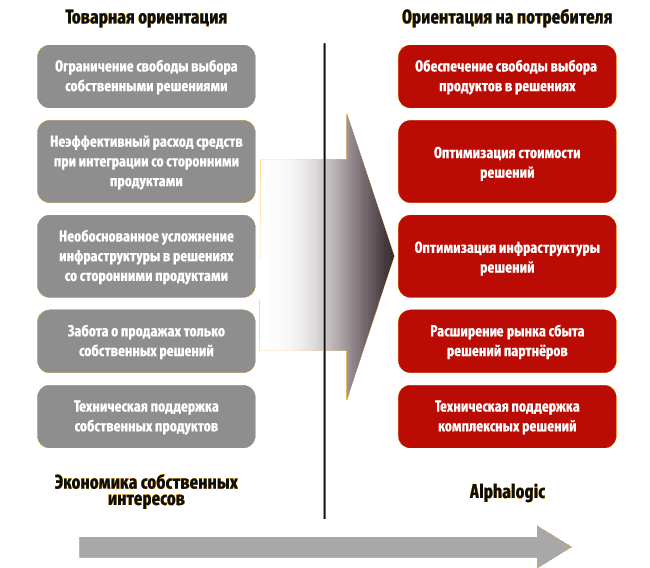 Товарная ориентация
Ограничение свободы выбора
собственными решениями
Неэффективный расход средств
при интеграции со сторонними
продуктами
Необоснованное усложнение
инфраструктуры в решениях
со сторонними продуктами
Забота о продажах только
собственных решений
Техническая поддержка
собственных продуктов
Экономика собственных
интересов
Ориентация на потребителя
Обеспечение свободы выбора
продуктов в решениях
Оптимизация стоимости
решений
Оптимизация инфраструктуры
решений
Расширение рынка сбыта
решений партнёров
Техническая поддержка
комплексных решений
Alphalogic